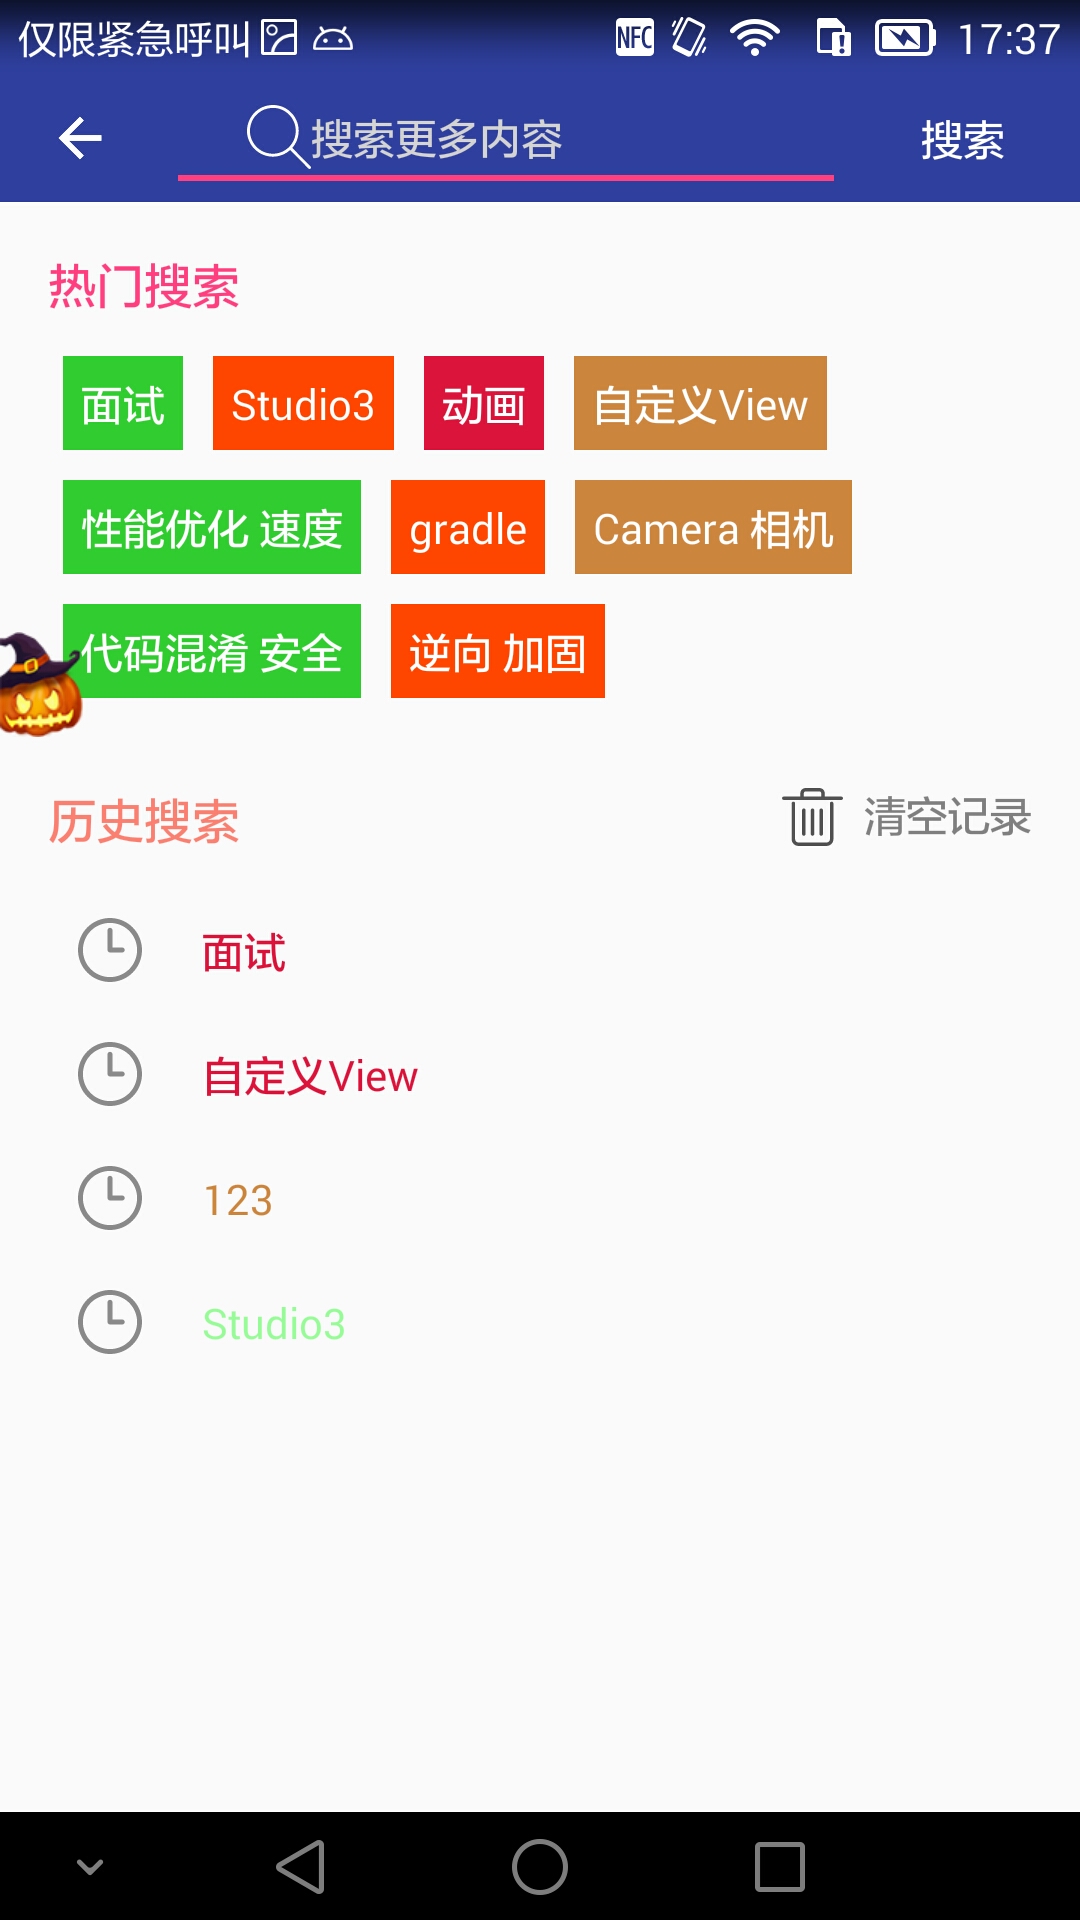 仅限紧急呼叫 NFC 17:37
搜索更多内容 搜索
热门搜索
面试 Studio3 动画 自定义View
性能优化 速度 gradle Camera 相机
代码混淆 安全 逆向 加固
历史搜索 清空记录
面试
自定义View
123
Studio3